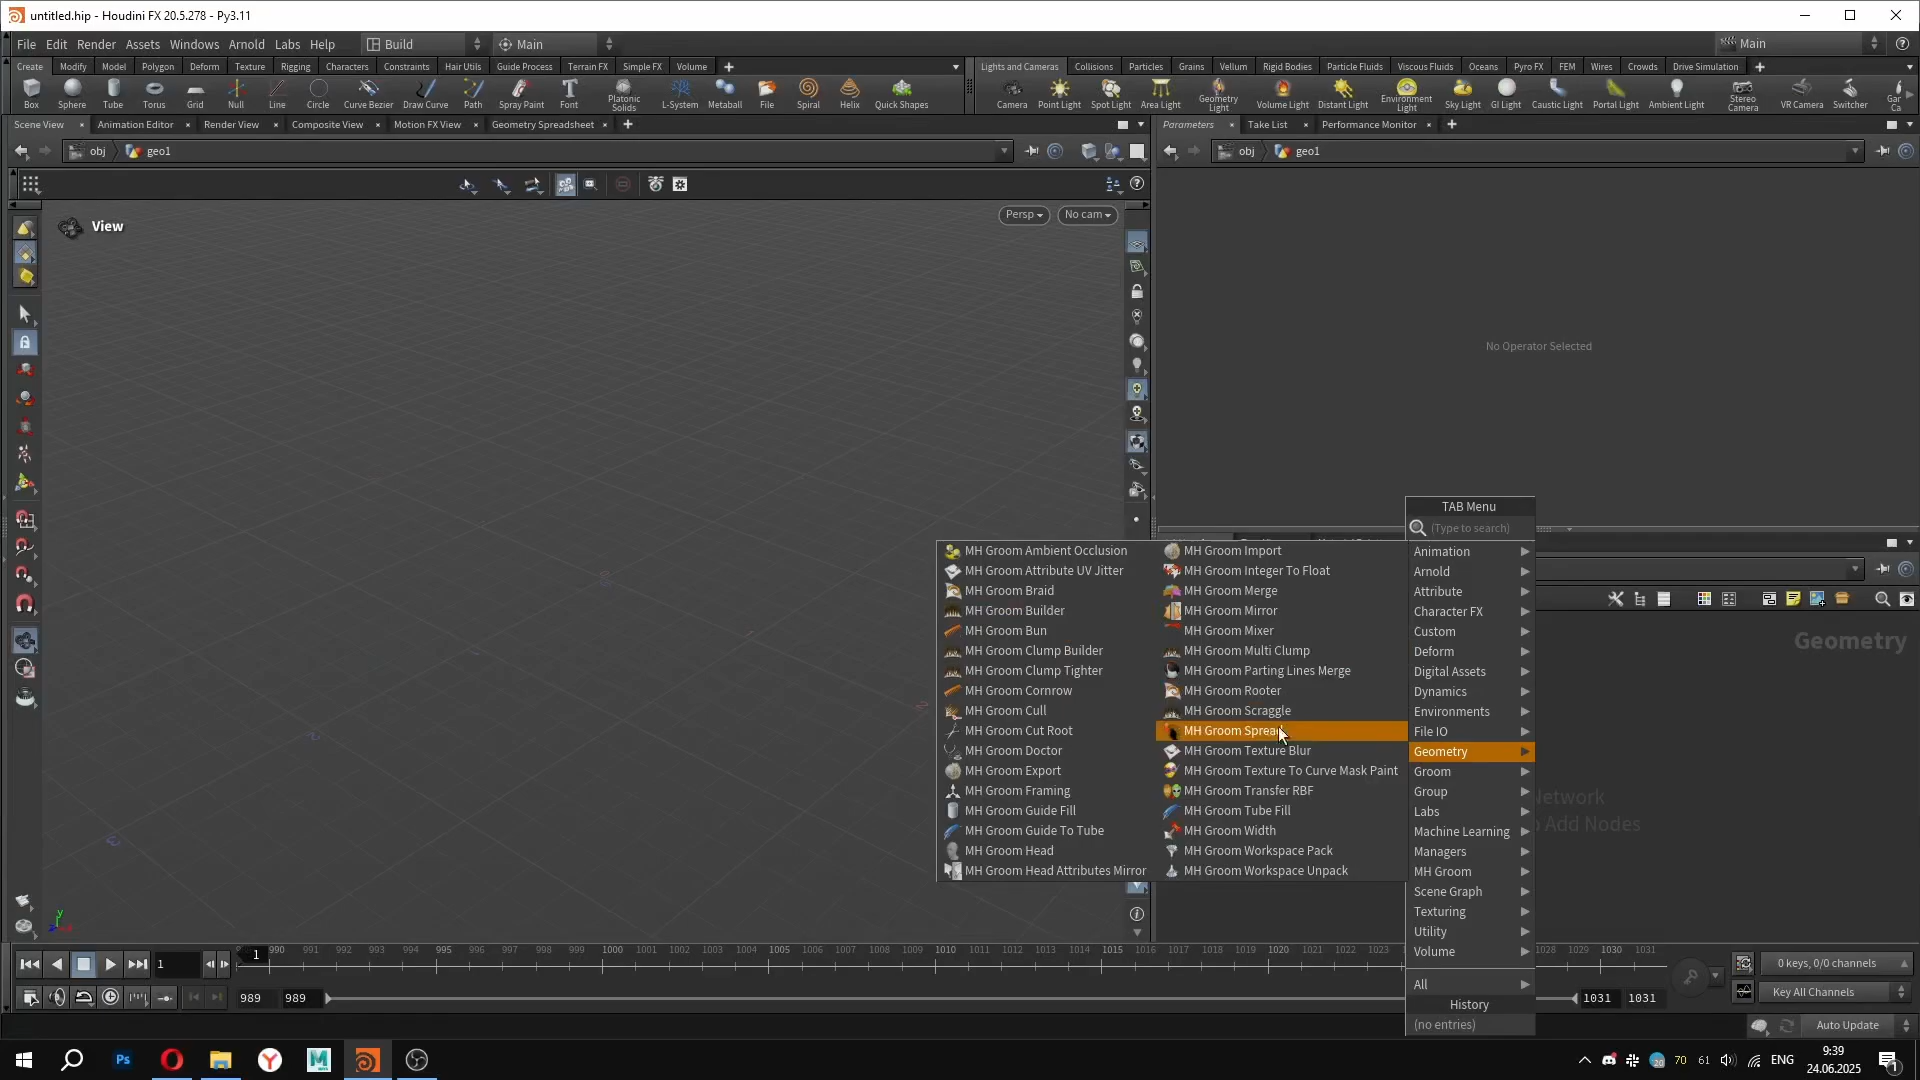 untitled.hip - Houdini FX 20.5.278 - Py3.11
File Edit Render Assets Windows Arnold Labs Help Build Main Main
Create Modify Model Polygon Deform Texture Rigging Characters Constraints Hair Utils Guide Process Terrain FX Simple FX Volume
Lights and Cameras Collisions Particles Grains Vellum Rigid Bodies Particle Fluids Viscous Fluids Oceans Pyro FX FEM Wires Crowds Drive Simulation
Box Sphere Tube Torus Grid Null Line Circle Curve Bezier Draw Curve Path Spray Paint Font Platonic Solids L-System Metaball File Spiral Helix Quick Shapes
Camera Point Light Spot Light Area Light Geometry Light Volume Light Distant Light Environment Light Sky Light GI Light Caustic Light Portal Light Ambient Light Stereo Camera VR Camera Switcher
Scene View Animation Editor Render View Composite View Motion FX View Geometry Spreadsheet
Parameters Take List Performance Monitor
obj geo1
obj geo1
View
Persp No cam
No Operator Selected
TAB Menu
(Type to search)
Animation
Arnold
Attribute
Character FX
Custom
Deform
Digital Assets
Dynamics
Environments
File IO
Geometry
Groom
Group
Labs
Machine Learning
Managers
MH Groom
Scene Graph
Texturing
Utility
Volume
All
History
(no entries)
MH Groom Ambient Occlusion
MH Groom Attribute UV Jitter
MH Groom Braid
MH Groom Builder
MH Groom Bun
MH Groom Clump Builder
MH Groom Clump Tighter
MH Groom Cornrow
MH Groom Cull
MH Groom Cut Root
MH Groom Doctor
MH Groom Export
MH Groom Framing
MH Groom Guide Fill
MH Groom Guide To Tube
MH Groom Head
MH Groom Head Attributes Mirror
MH Groom Import
MH Groom Integer To Float
MH Groom Merge
MH Groom Mirror
MH Groom Mixer
MH Groom Multi Clump
MH Groom Parting Lines Merge
MH Groom Rooter
MH Groom Scraggle
MH Groom Spread
MH Groom Texture Blur
MH Groom Texture To Curve Mask Paint
MH Groom Transfer RBF
MH Groom Tube Fill
MH Groom Width
MH Groom Workspace Pack
MH Groom Workspace Unpack
Geometry
Network
Add Nodes
y
990 991 992 993 994 995 996 997 998 999 1000 1001 1002 1003 1004 1005 1006 1007 1008 1009 1010 1011 1012 1013 1014 1015 1016 1017 1018 1019 1020 1021 1022 1023 1028 1029 1030 1031
1 1
0 keys, 0/0 channels
989 989 1031 1031
Key All Channels
Auto Update
Ps 70 61 ENG
9:39
24.06.2025
1